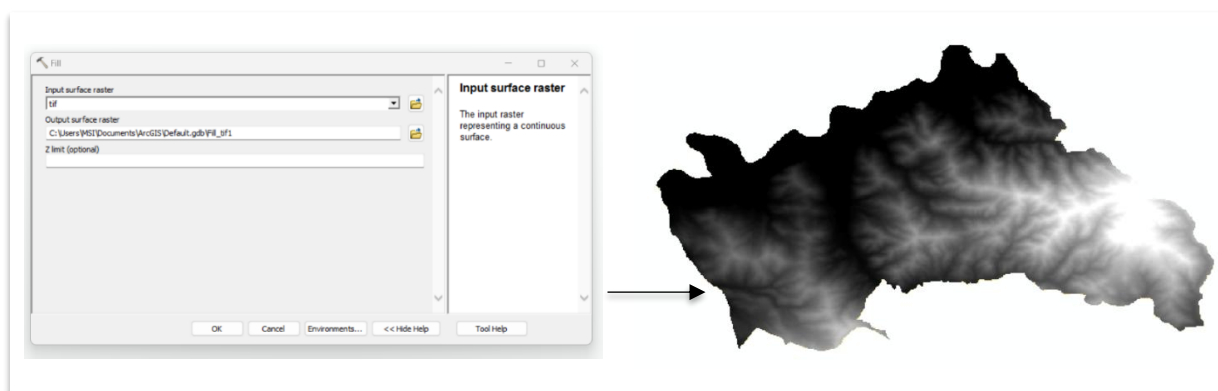 Fill
Input surface raster
tif
Output surface raster
C:\Users\MSI\Documents\ArcGIS\Default.gdb\Fill_tif1
Z limit (optional)
OK
Cancel
Environments...
<< Hide Help
Tool Help
Input surface raster
The input raster
representing a continuous
surface.